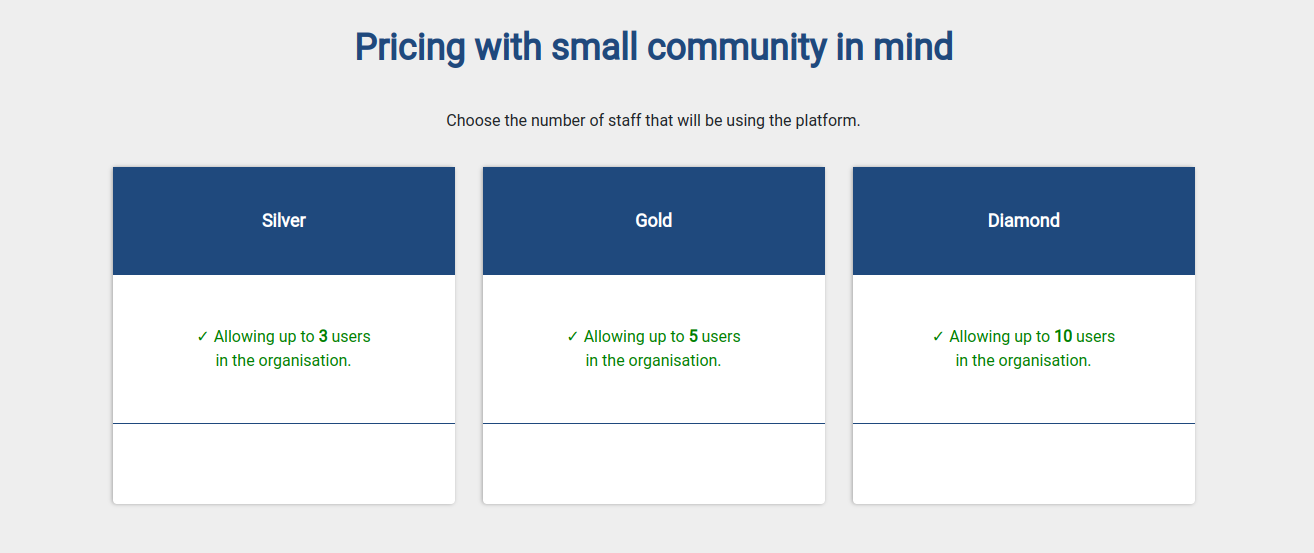 Pricing with small community in mind
Choose the number of staff that will be using the platform.
Silver
✓ Allowing up to 3 users
in the organisation.
Gold
✓ Allowing up to 5 users
in the organisation.
Diamond
✓ Allowing up to 10 users
in the organisation.